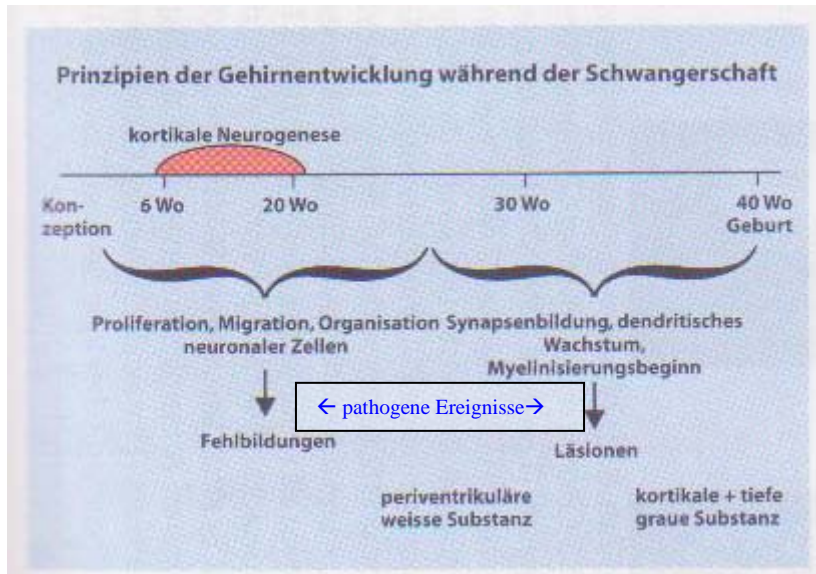 Prinzipien der Gehirnentwicklung während der Schwangerschaft
kortikale Neurogenese
Kon-
zeption
6 Wo
20 Wo
30 Wo
40 Wo
Geburt
Proliferation, Migration, Organisation
neuronaler Zellen
Synapsenbildung, dendritisches
Wachstum,
Myelinisierungsbeginn
← pathogene Ereignisse→
Fehlbildungen
Läsionen
periventrikuläre
weisse Substanz
kortikale + tiefe
graue Substanz